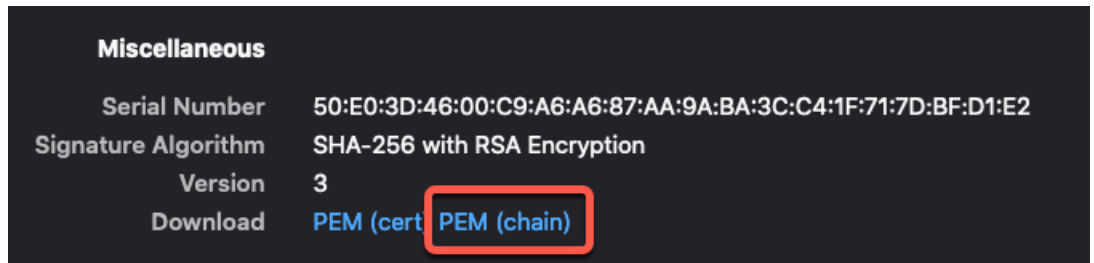 Miscellaneous
Serial Number 50:E0:3D:46:00:C9:A6:A6:87:AA:9A:BA:3C:C4:1F:71:7D:BF:D1:E2
Signature Algorithm SHA-256 with RSA Encryption
Version 3
Download PEM (cert) PEM (chain)